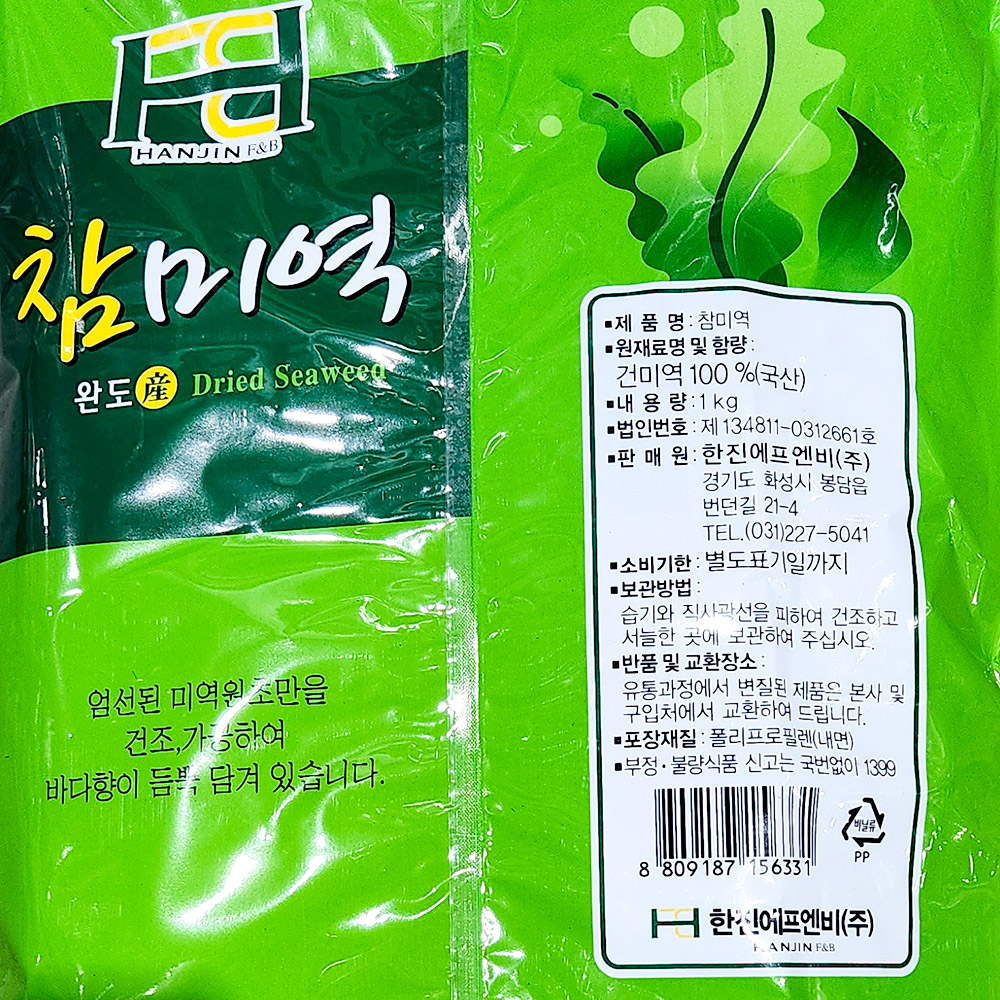 HANJIN F&B
참미역
완도産 Dried Seaweed
엄선된 미역원초만을
건조,가공하여
바다향이 듬뿍 담겨 있습니다.
▪제 품 명 : 참미역
▪원재료명 및 함량 :
건미역 100 %(국산)
▪내 용 량 : 1 kg
▪법인번호 : 제 134811-0312661호
▪판 매 원 : 한진에프엔비(주)
경기도 화성시 봉담읍
번던길 21-4
TEL.(031)227-5041
▪소비기한 : 별도표기일까지
▪보관방법 :
습기와 직사광선을 피하여 건조하고
서늘한 곳에 보관하여 주십시오.
▪반품 및 교환장소 :
유통과정에서 변질된 제품은 본사 및
구입처에서 교환하여 드립니다.
▪포장재질 : 폴리프로필렌(내면)
▪부정·불량식품 신고는 국번없이 1399
비닐류
PP
8 809187 156331
한진에프엔비(주)
HANJIN F&B